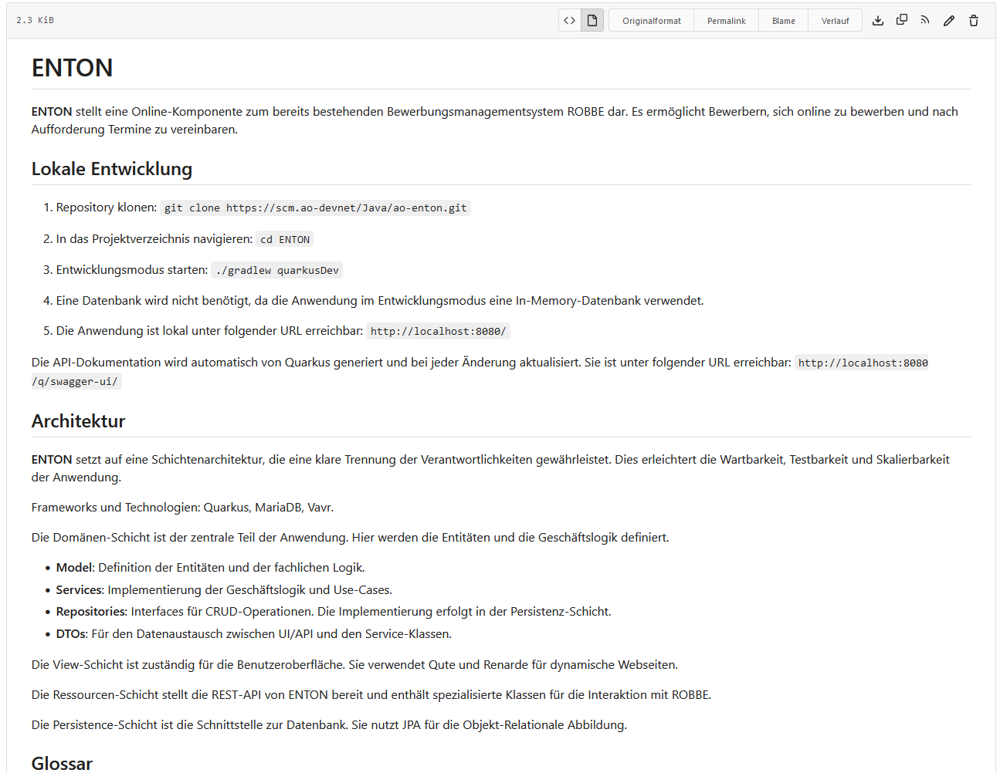 2.3 KiB
Originalformat Permalink Blame Verlauf
ENTON
ENTON stellt eine Online-Komponente zum bereits bestehenden Bewerbungsmanagementsystem ROBBE dar. Es ermöglicht Bewerbern, sich online zu bewerben und nach
Aufforderung Termine zu vereinbaren.
Lokale Entwicklung
1. Repository klonen: git clone https://scm.ao-devnet/Java/ao-enton.git
2. In das Projektverzeichnis navigieren: cd ENTON
3. Entwicklungsmodus starten: ./gradlew quarkusDev
4. Eine Datenbank wird nicht benötigt, da die Anwendung im Entwicklungsmodus eine In-Memory-Datenbank verwendet.
5. Die Anwendung ist lokal unter folgender URL erreichbar: http://localhost:8080/
Die API-Dokumentation wird automatisch von Quarkus generiert und bei jeder Änderung aktualisiert. Sie ist unter folgender URL erreichbar: http://localhost:8080
/q/swagger-ui/
Architektur
ENTON setzt auf eine Schichtenarchitektur, die eine klare Trennung der Verantwortlichkeiten gewährleistet. Dies erleichtert die Wartbarkeit, Testbarkeit und Skalierbarkeit
der Anwendung.
Frameworks und Technologien: Quarkus, MariaDB, Vavr.
Die Domänen-Schicht ist der zentrale Teil der Anwendung. Hier werden die Entitäten und die Geschäftslogik definiert.
• Model: Definition der Entitäten und der fachlichen Logik.
• Services: Implementierung der Geschäftslogik und Use-Cases.
• Repositories: Interfaces für CRUD-Operationen. Die Implementierung erfolgt in der Persistenz-Schicht.
• DTOs: Für den Datenaustausch zwischen UI/API und den Service-Klassen.
Die View-Schicht ist zuständig für die Benutzeroberfläche. Sie verwendet Qute und Renarde für dynamische Webseiten.
Die Ressourcen-Schicht stellt die REST-API von ENTON bereit und enthält spezialisierte Klassen für die Interaktion mit ROBBE.
Die Persistence-Schicht ist die Schnittstelle zur Datenbank. Sie nutzt JPA für die Objekt-Relationale Abbildung.
Glossar